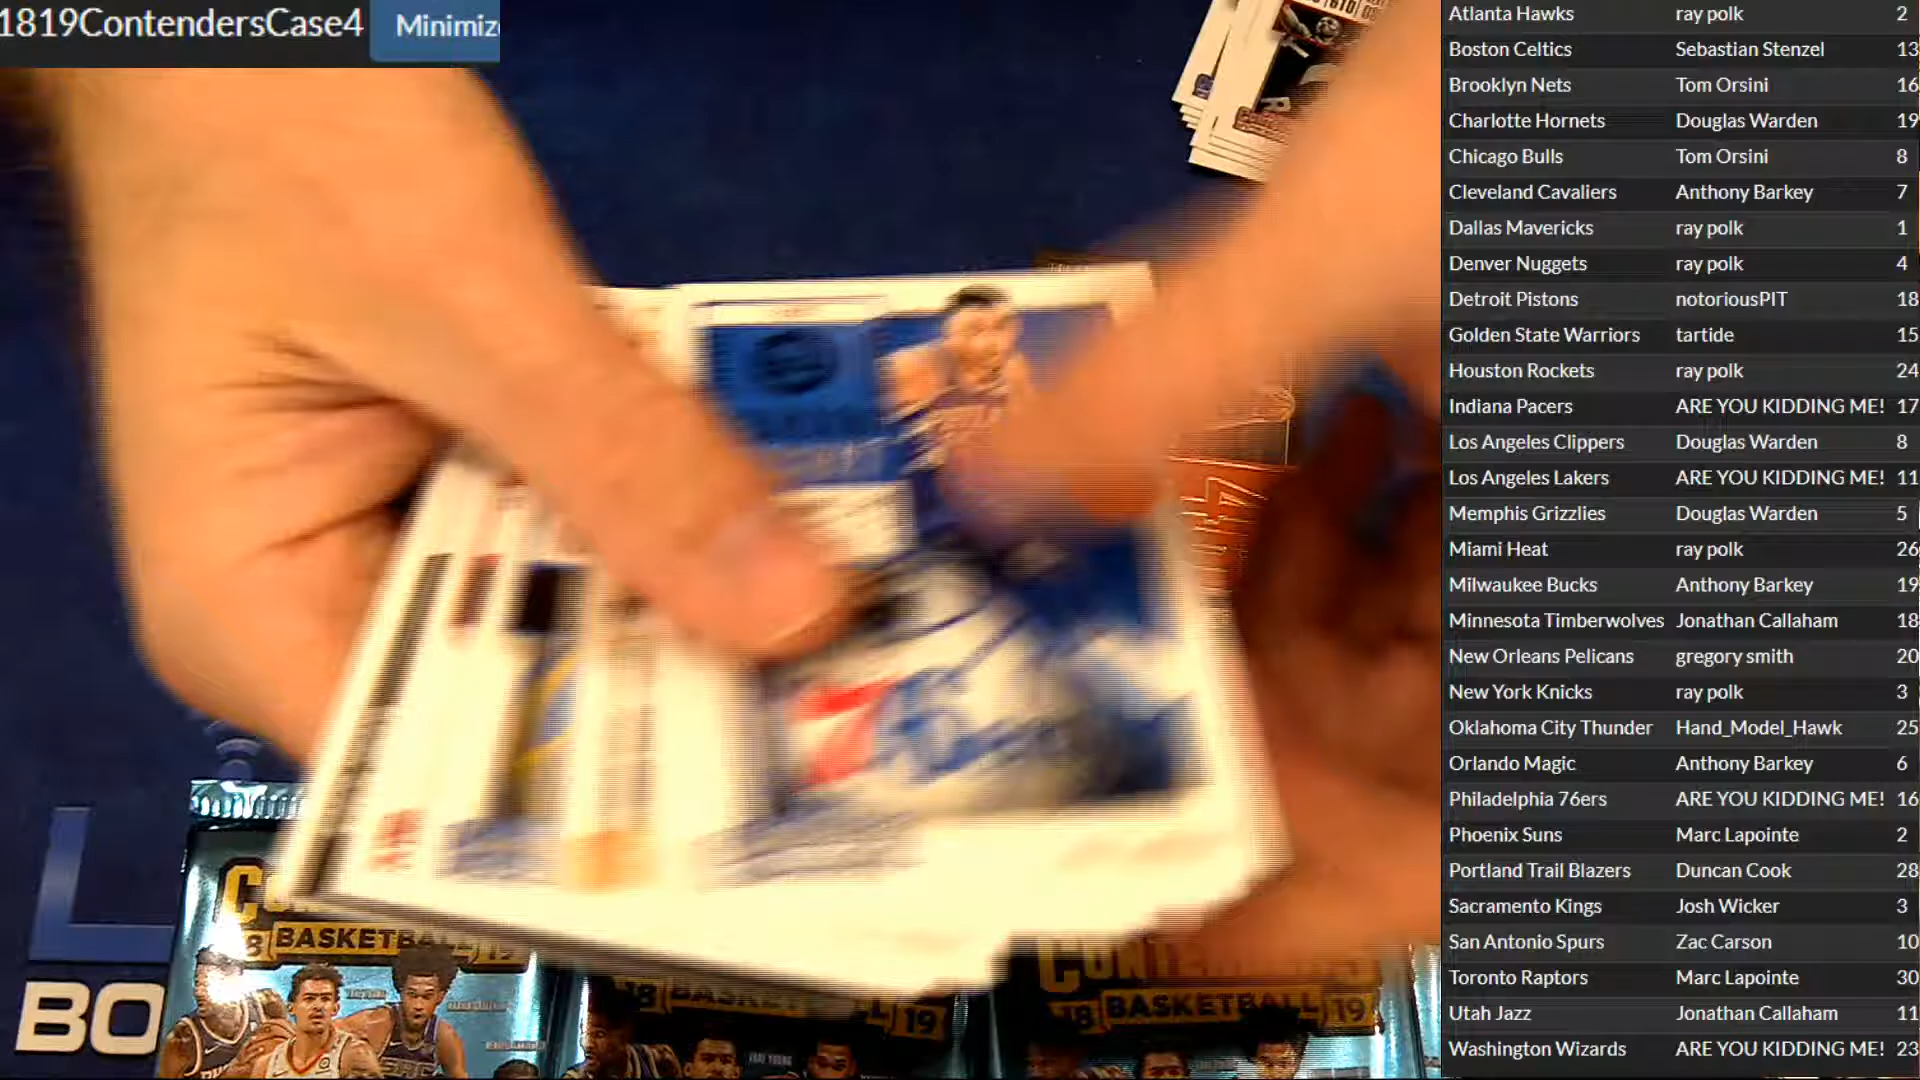 1819ContendersCase4
Minimiz
Atlanta Hawks ray polk 2
Boston Celtics Sebastian Stenzel 13
Brooklyn Nets Tom Orsini 16
Charlotte Hornets Douglas Warden 19
Chicago Bulls Tom Orsini 8
Cleveland Cavaliers Anthony Barkey 7
Dallas Mavericks ray polk 1
Denver Nuggets ray polk 4
Detroit Pistons notoriousPIT 18
Golden State Warriors tartide 15
Houston Rockets ray polk 24
Indiana Pacers ARE YOU KIDDING ME! 17
Los Angeles Clippers Douglas Warden 8
Los Angeles Lakers ARE YOU KIDDING ME! 11
Memphis Grizzlies Douglas Warden 5
Miami Heat ray polk 26
Milwaukee Bucks Anthony Barkey 19
Minnesota Timberwolves Jonathan Callaham 18
New Orleans Pelicans gregory smith 20
New York Knicks ray polk 3
Oklahoma City Thunder Hand_Model_Hawk 25
Orlando Magic Anthony Barkey 6
Philadelphia 76ers ARE YOU KIDDING ME! 16
Phoenix Suns Marc Lapointe 2
Portland Trail Blazers Duncan Cook 28
Sacramento Kings Josh Wicker 3
San Antonio Spurs Zac Carson 10
Toronto Raptors Marc Lapointe 30
Utah Jazz Jonathan Callaham 11
Washington Wizards ARE YOU KIDDING ME! 23
BO
18 BASKETBALL 19
CONTENDERS
18 BASKETBALL 19